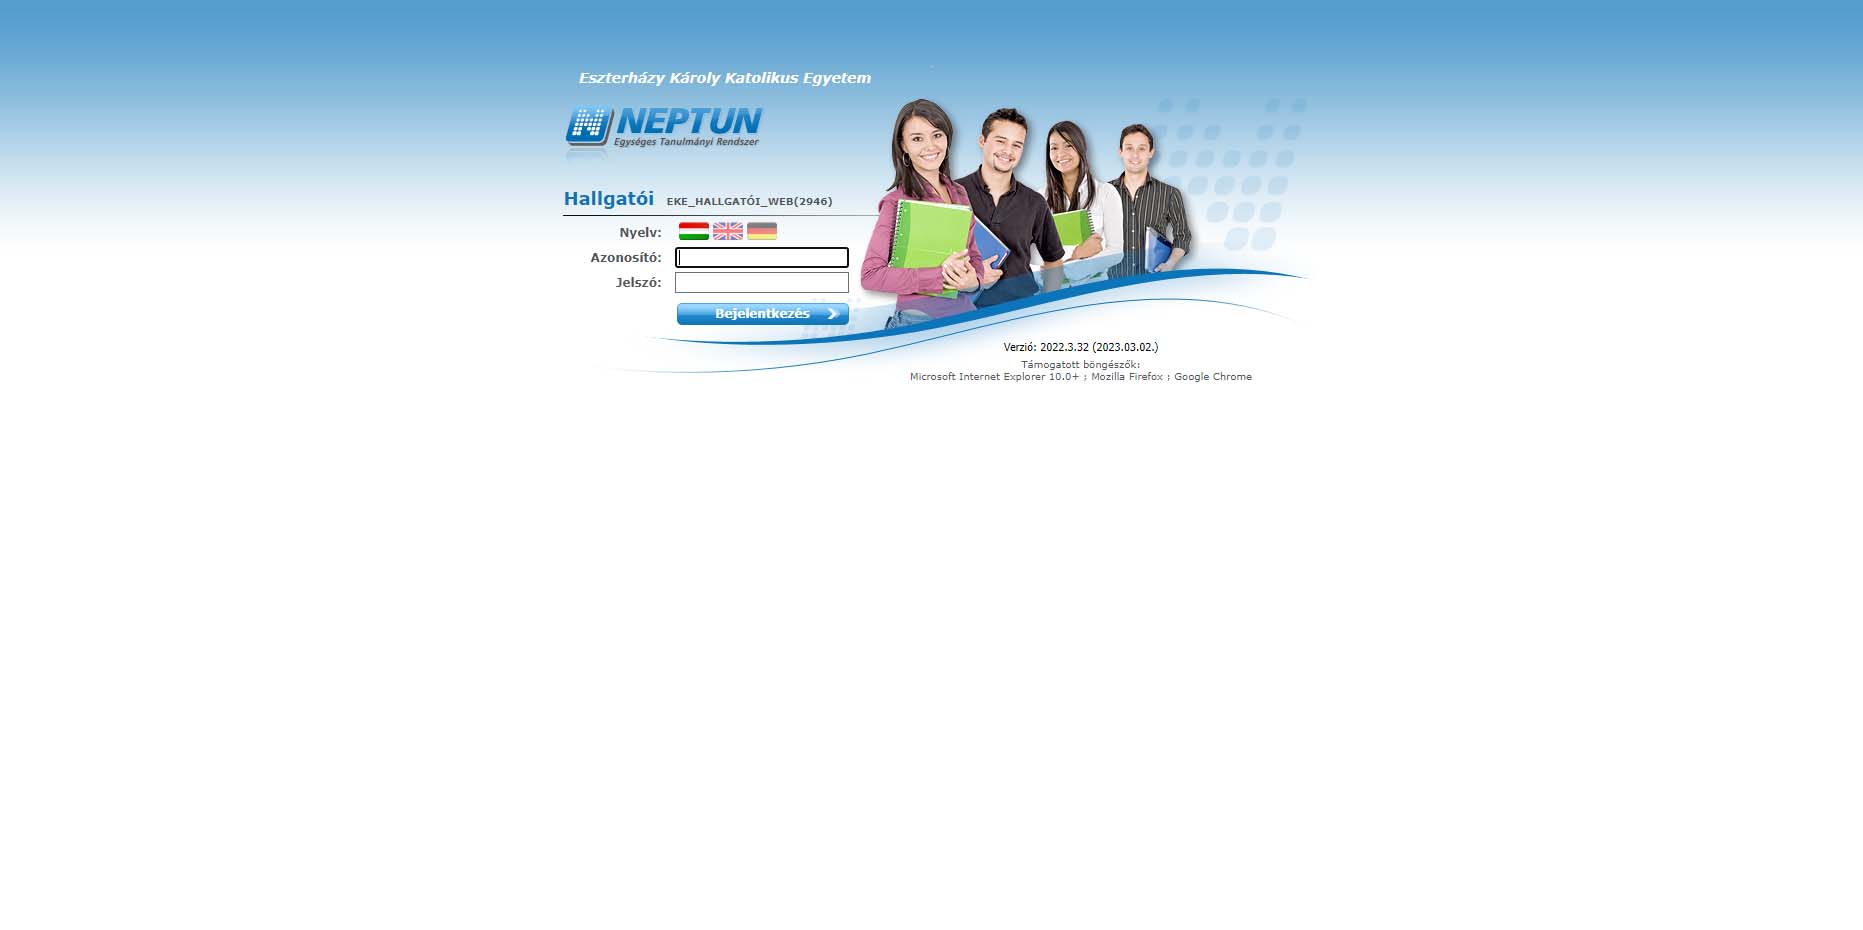 Eszterházy Károly Katolikus Egyetem
NEPTUN
Egységes Tanulmányi Rendszer
Hallgatói EKE_HALLGATÓI_WEB(2946)
Nyelv:
Azonosító:
Jelszó:
Bejelentkezés
Verzió: 2022.3.32 (2023.03.02.)
Támogatott böngészők:
Microsoft Internet Explorer 10.0+ ; Mozilla Firefox ; Google Chrome